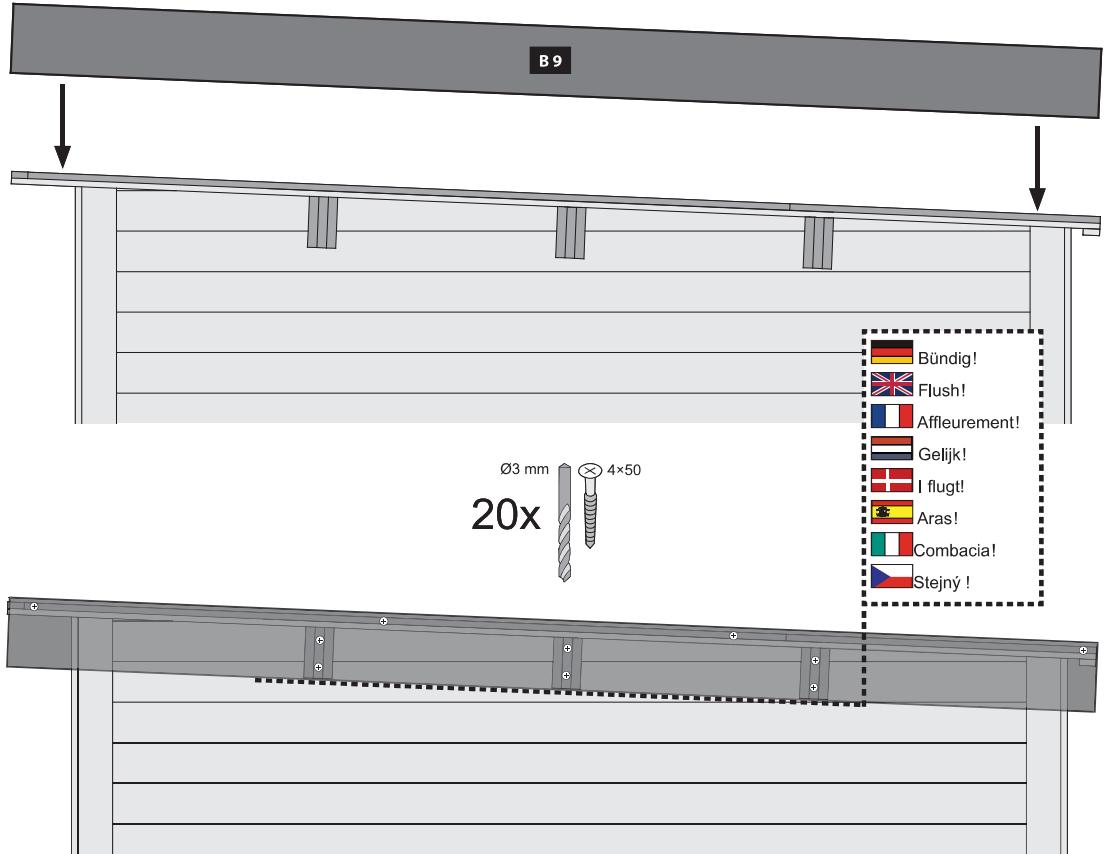 B 9
Bündig!
Flush!
Affleurement!
Gelijk!
I flugt!
Aras!
Combacia!
Stejný !
Ø3 mm
4×50
20x